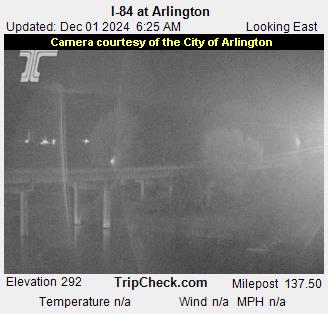 I-84 at Arlington
Updated: Dec 01 2024 6:25 AM Looking East
Camera courtesy of the City of Arlington
Elevation 292 TripCheck.com Milepost 137.50
Temperature n/a Wind n/a MPH n/a